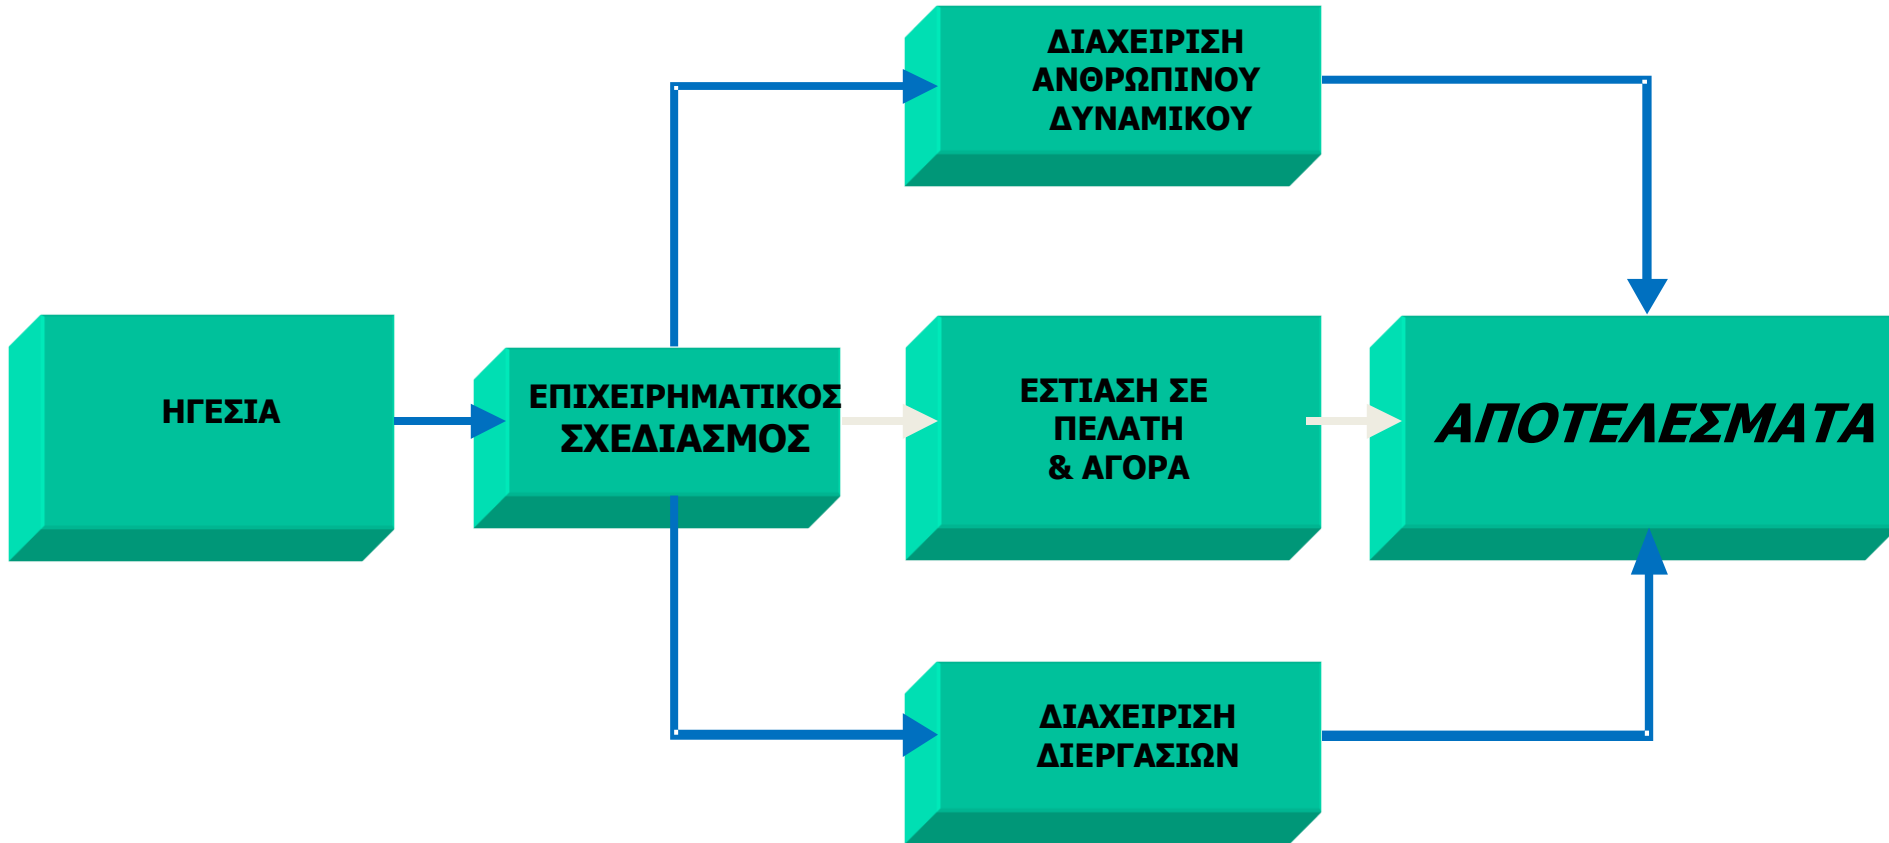 ΗΓΕΣΙΑ
ΕΠΙΧΕΙΡΗΜΑΤΙΚΟΣ
ΣΧΕΔΙΑΣΜΟΣ
ΔΙΑΧΕΙΡΙΣΗ
ΑΝΘΡΩΠΙΝΟΥ
ΔΥΝΑΜΙΚΟΥ
ΕΣΤΙΑΣΗ ΣΕ
ΠΕΛΑΤΗ
& ΑΓΟΡΑ
ΔΙΑΧΕΙΡΙΣΗ
ΔΙΕΡΓΑΣΙΩΝ
ΑΠΟΤΕΛΕΣΜΑΤΑ